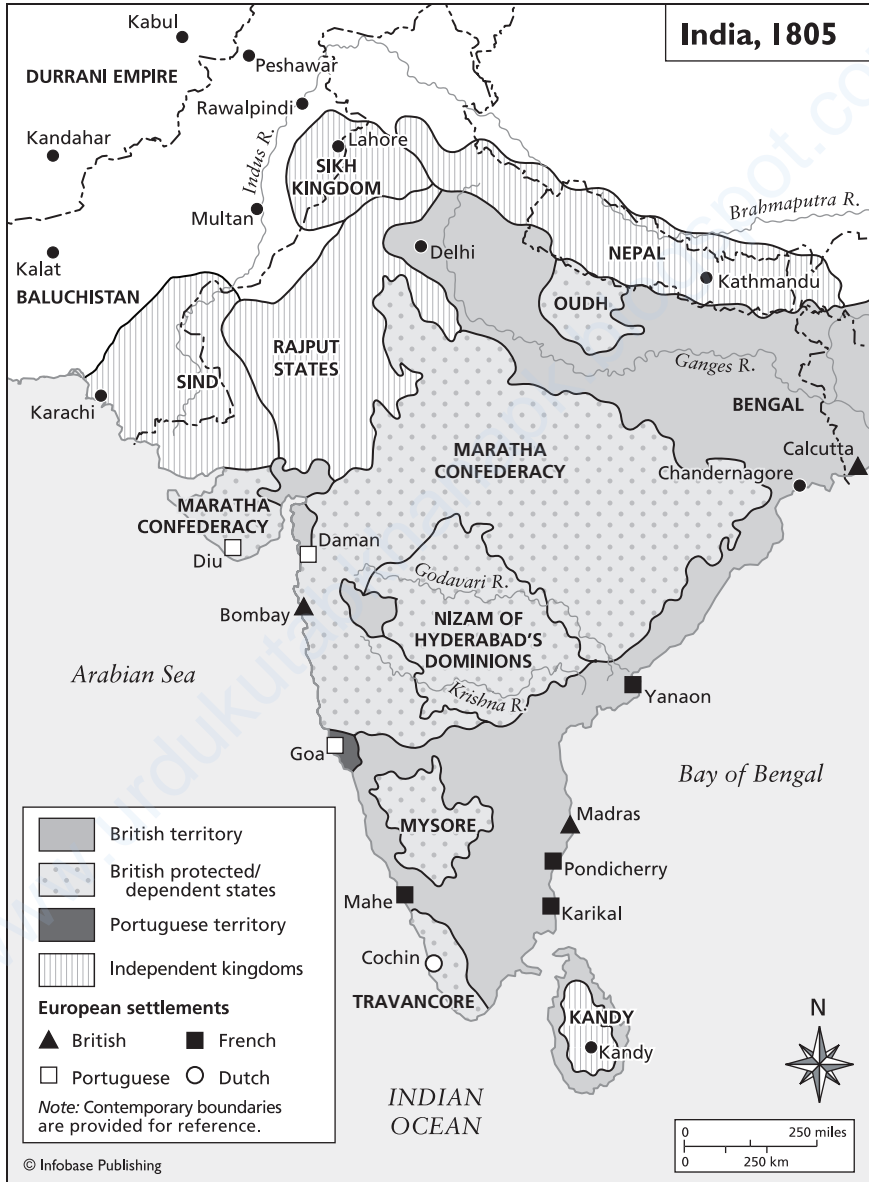 India, 1805
Kabul
DURRANI EMPIRE
Peshawar
Rawalpindi
Kandahar
Indus R.
Lahore
SIKH
KINGDOM
Multan
Brahmaputra R.
Kalat
Delhi
NEPAL
BALUCHISTAN
Kathmandu
OUDH
RAJPUT
STATES
SIND
Ganges R.
Karachi
BENGAL
MARATHA
CONFEDERACY
Calcutta
Chandernagore
MARATHA
CONFEDERACY
Diu
Daman
Godavari R.
Bombay
NIZAM OF
HYDERABAD'S
DOMINIONS
Arabian Sea
Krishna R.
Yanaon
Goa
Bay of Bengal
MYSORE
Madras
Pondicherry
Mahe
Karikal
Cochin
TRAVANCORE
KANDY
Kandy
INDIAN
OCEAN
British territory
British protected/
dependent states
Portuguese territory
Independent kingdoms
European settlements
British
French
Portuguese
Dutch
Note: Contemporary boundaries
are provided for reference.
N
0 250 miles
0 250 km
© Infobase Publishing